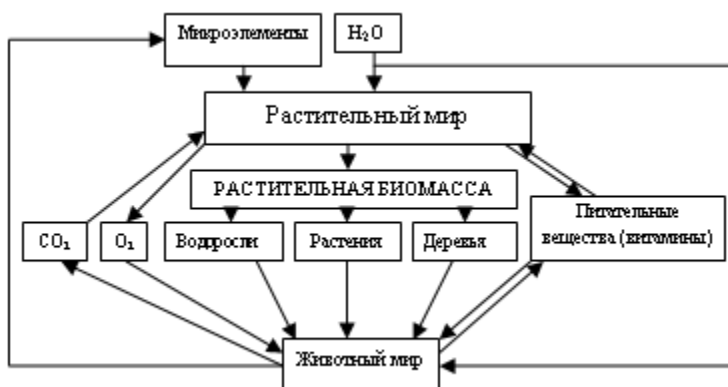 Микроэлементы
H₂O
Растительный мир
РАСТИТЕЛЬНАЯ БИОМАССА
CO₂
O₂
Водоросли
Растения
Деревья
Питательные
вещества (витамины)
Животный мир